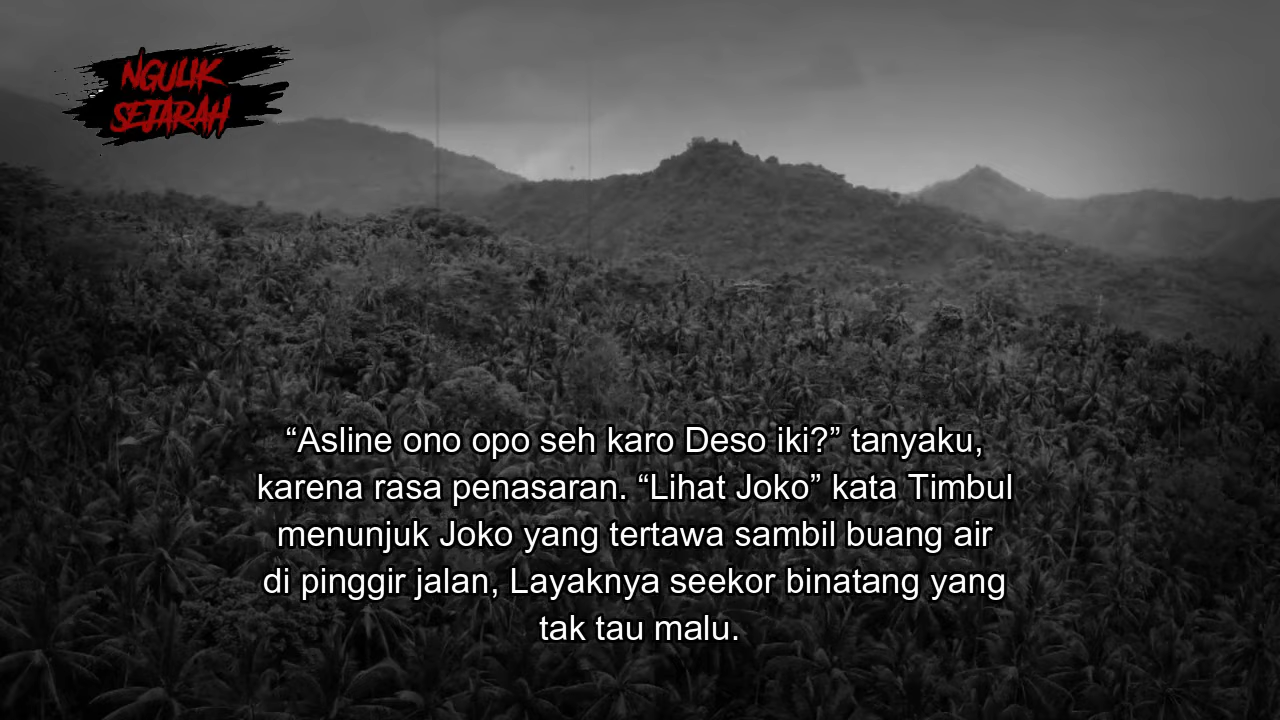 NGULIK
SEJARAH
“Asline ono opo seh karo Deso iki?” tanyaku,
karena rasa penasaran. “Lihat Joko” kata Timbul
menunjuk Joko yang tertawa sambil buang air
di pinggir jalan, Layaknya seekor binatang yang
tak tau malu.